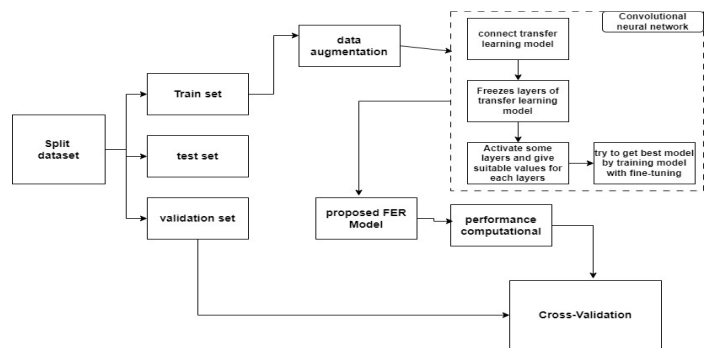 Convolutional
neural network
connect transfer
learning model
data
augmentation
Train set
Freezes layers of
transfer learning
model
Split
dataset
test set
Activate some
layers and give
suitable values for
each layers
try to get best model
by training model
with fine-tuning
validation set
proposed FER
Model
performance
computational
Cross-Validation